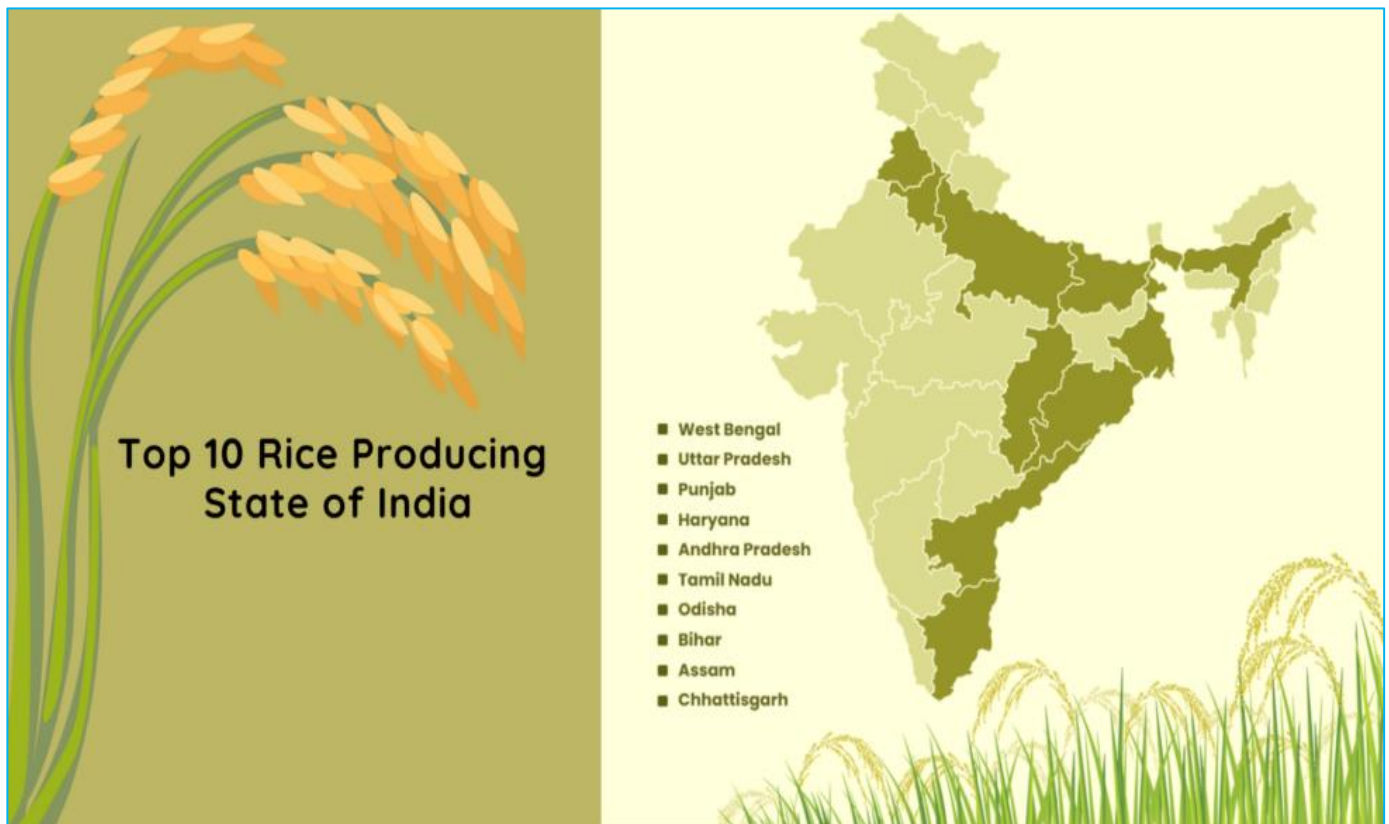 Top 10 Rice Producing
State of India
West Bengal
Uttar Pradesh
Punjab
Haryana
Andhra Pradesh
Tamil Nadu
Odisha
Bihar
Assam
Chhattisgarh